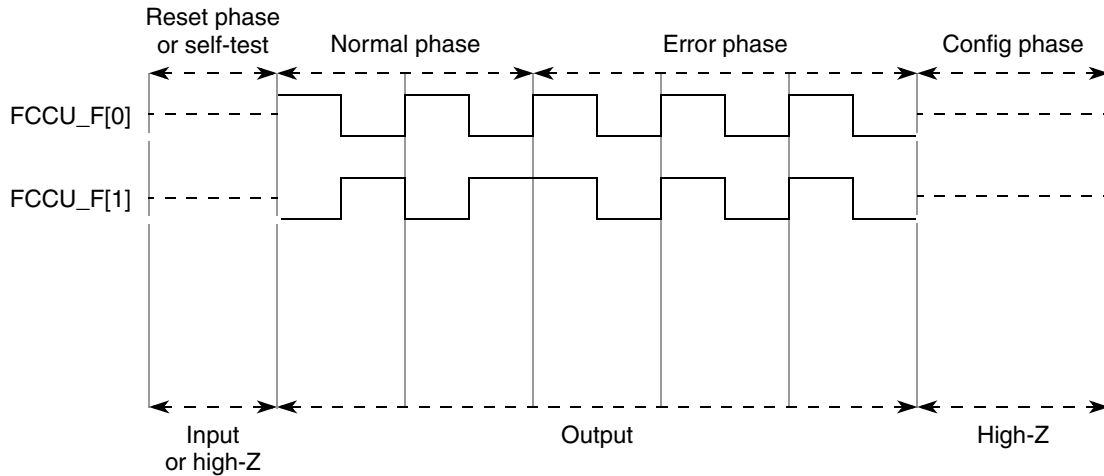 Reset phase
or self-test
Normal phase
Error phase
Config phase
FCCU_F[0]
FCCU_F[1]
Input
or high-Z
Output
High-Z